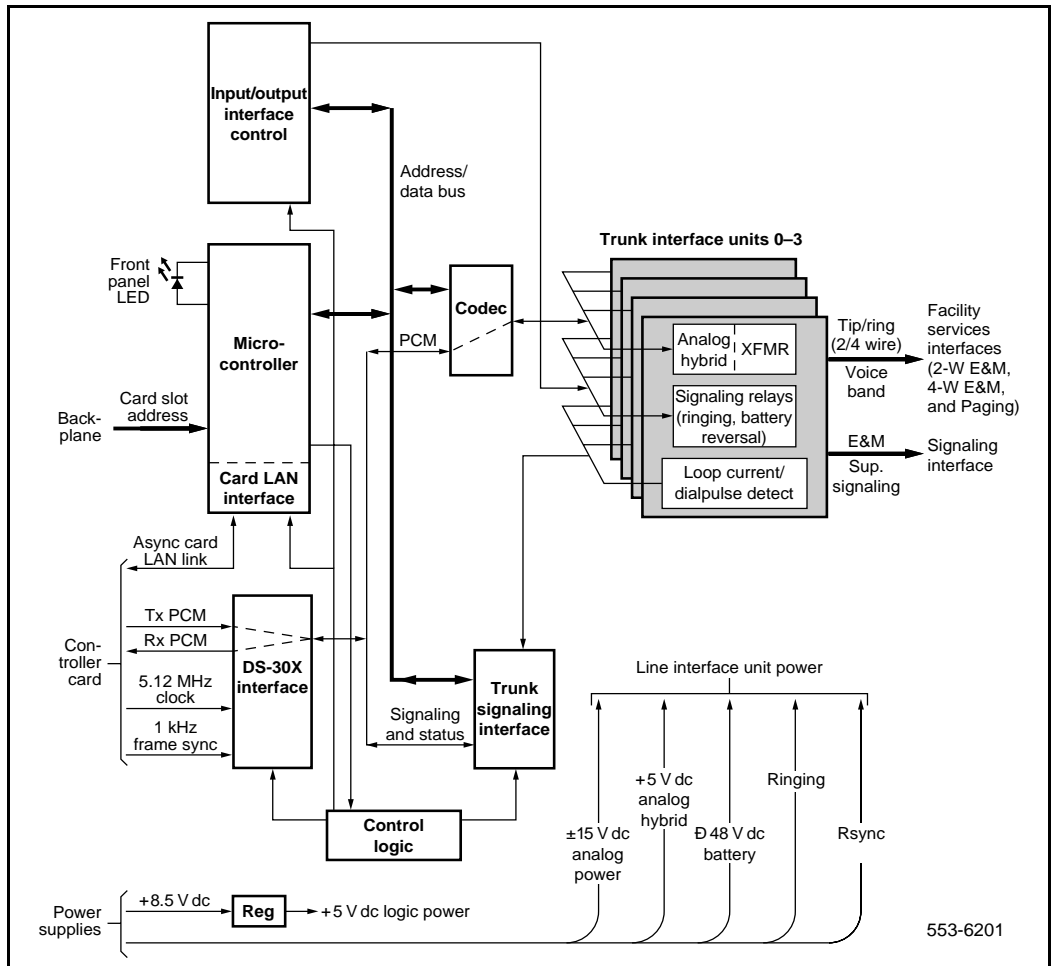 Input/output
interface
control
Address/
data bus
Trunk interface units 0–3
Front
panel
LED
Micro-
controller
Codec
PCM
Analog
hybrid
XFMR
Tip/ring
(2/4 wire)
Voice
band
Facility
services
interfaces
(2-W E&M,
4-W E&M,
and Paging)
Signaling relays
(ringing, battery
reversal)
Back-
plane
Card slot
address
E&M
Sup.
signaling
Signaling
interface
Loop current/
dialpulse detect
Card LAN
interface
Async card
LAN link
Tx PCM
Rx PCM
Con-
troller
card
DS-30X
interface
5.12 MHz
clock
1 kHz
frame sync
Signaling
and status
Trunk
signaling
interface
Line interface unit power
Control
logic
±15 V dc
analog
power
+5 V dc
analog
hybrid
Ð 48 V dc
battery
Ringing
Rsync
Power
supplies
+8.5 V dc
Reg
+5 V dc logic power
553-6201